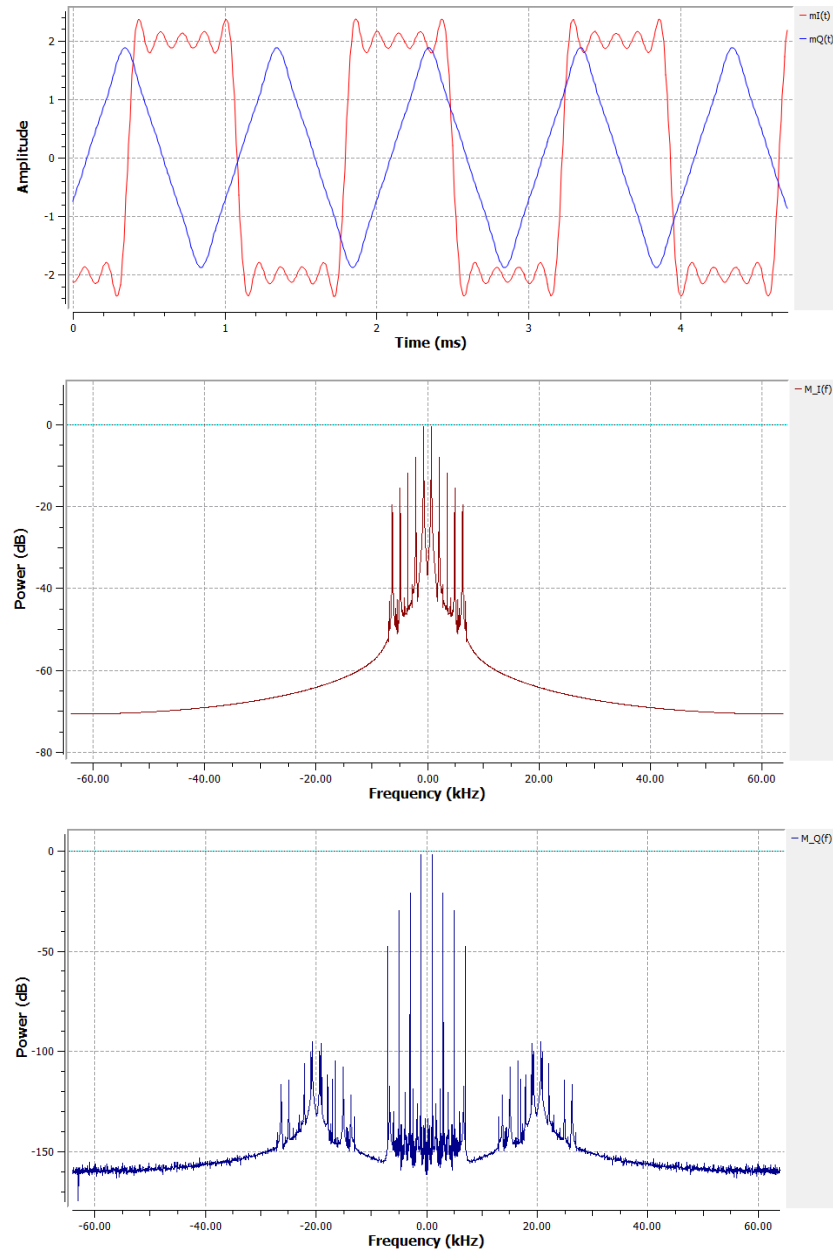 mI(t)
mQ(t)
Amplitude
2
1
0
-1
-2
0 1 2 3 4
Time (ms)
M_I(f)
Power (dB)
0
-20
-40
-60
-80
-60.00 -40.00 -20.00 0.00 20.00 40.00 60.00
Frequency (kHz)
M_Q(f)
Power (dB)
0
-50
-100
-150
-60.00 -40.00 -20.00 0.00 20.00 40.00 60.00
Frequency (kHz)